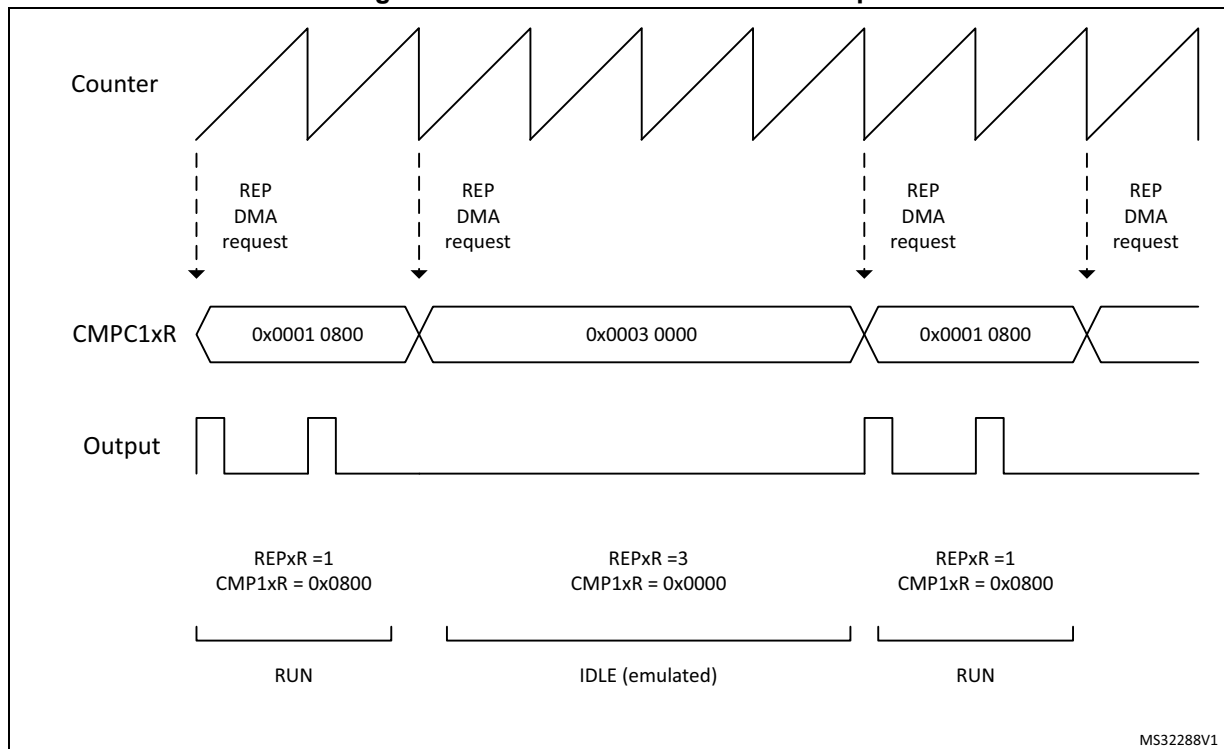 Counter
REP REP REP REP
DMA DMA DMA DMA
request request request request
CMPC1xR 0x0001 0800 0x0003 0000 0x0001 0800
Output
REPxR =1 REPxR =3 REPxR =1
CMP1xR = 0x0800 CMP1xR = 0x0000 CMP1xR = 0x0800
RUN IDLE (emulated) RUN
MS32288V1